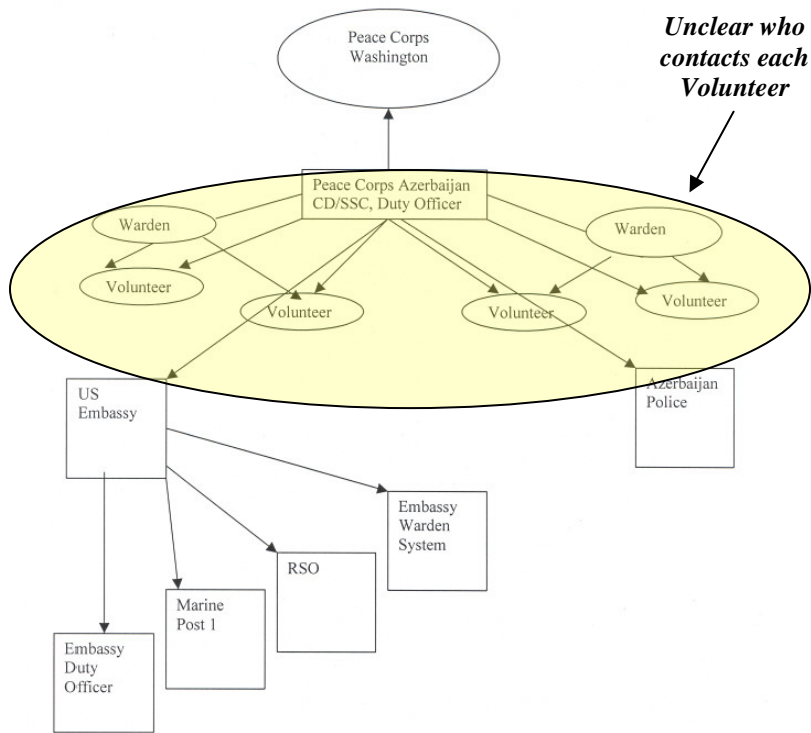 Unclear who
contacts each
Volunteer
Peace Corps
Washington
Peace Corps Azerbaijan
CD/SSC, Duty Officer
Warden
Warden
Volunteer
Volunteer
Volunteer
Volunteer
US
Embassy
Azerbaijan
Police
Embassy
Warden
System
RSO
Marine
Post 1
Embassy
Duty
Officer